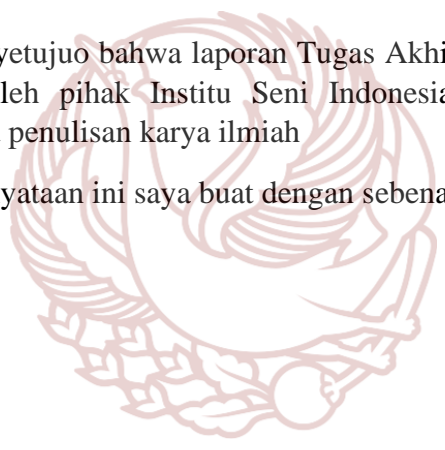 yetujuo bahwa laporan Tugas Akhi
leh pihak Institu Seni Indonesia
penulisan karya ilmiah
yataan ini saya buat dengan sebena